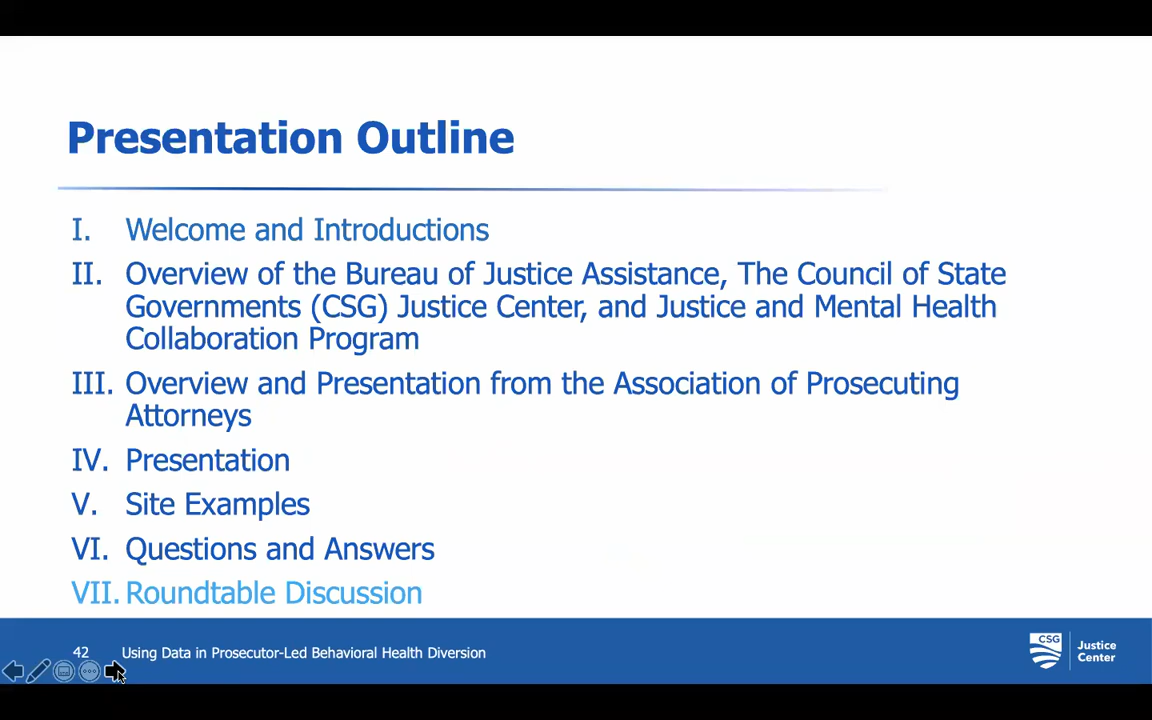 Presentation Outline
I. Welcome and Introductions
II. Overview of the Bureau of Justice Assistance, The Council of State
Governments (CSG) Justice Center, and Justice and Mental Health
Collaboration Program
III. Overview and Presentation from the Association of Prosecuting
Attorneys
IV. Presentation
V. Site Examples
VI. Questions and Answers
VII. Roundtable Discussion
42 Using Data in Prosecutor-Led Behavioral Health Diversion
CSG
Justice
Center